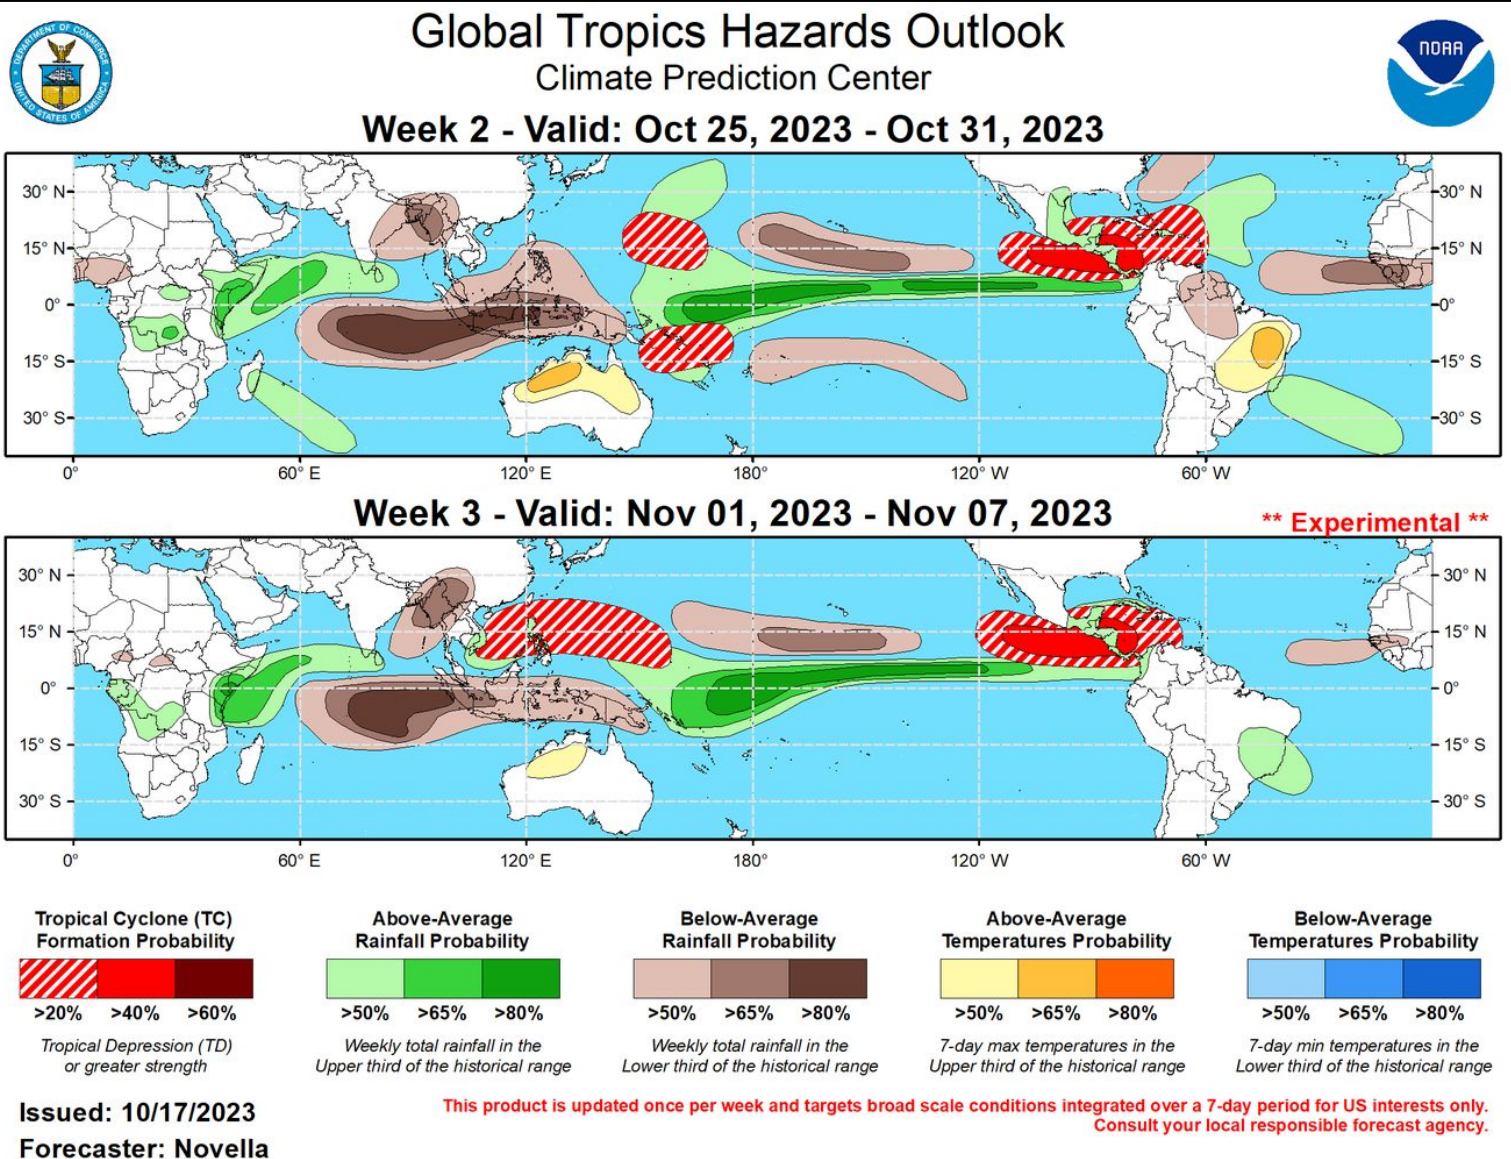 Global Tropics Hazards Outlook
Climate Prediction Center
DEPARTMENT OF COMMERCE
UNITED STATES OF AMERICA
NOAA
Week 2 - Valid: Oct 25, 2023 - Oct 31, 2023
30° N 30° N
15° N 15° N
0° 0°
15° S 15° S
30° S 30° S
0° 60° E 120° E 180° 120° W 60° W
Week 3 - Valid: Nov 01, 2023 - Nov 07, 2023
** Experimental **
30° N 30° N
15° N 15° N
0° 0°
15° S 15° S
30° S 30° S
0° 60° E 120° E 180° 120° W 60° W
Tropical Cyclone (TC)
Formation Probability
>20% >40% >60%
Tropical Depression (TD)
or greater strength
Above-Average
Rainfall Probability
>50% >65% >80%
Weekly total rainfall in the
Upper third of the historical range
Below-Average
Rainfall Probability
>50% >65% >80%
Weekly total rainfall in the
Lower third of the historical range
Above-Average
Temperatures Probability
>50% >65% >80%
7-day max temperatures in the
Upper third of the historical range
Below-Average
Temperatures Probability
>50% >65% >80%
7-day min temperatures in the
Lower third of the historical range
Issued: 10/17/2023
Forecaster: Novella
This product is updated once per week and targets broad scale conditions integrated over a 7-day period for US interests only.
Consult your local responsible forecast agency.